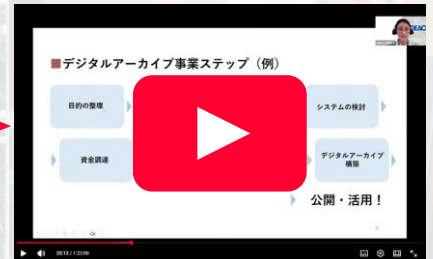 ■デジタルアーカイブ事業ステップ（例）
目的の整理
システムの検討
資金調達
デジタルアーカイブ
構築
公開・活用！